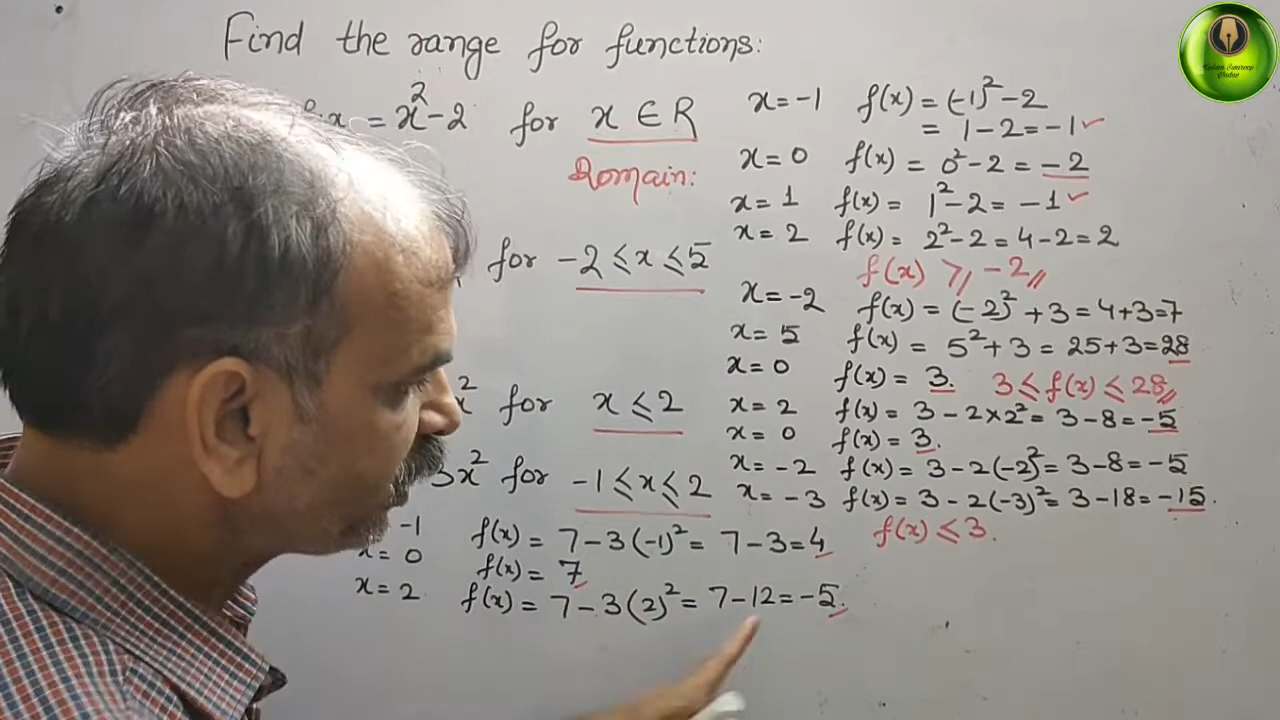 Find the range for functions:
= x² - 2 for x ∈ R
Domain:
for -2 ⩽ x ⩽ 5
x² for x ⩽ 2
3x² for -1 ⩽ x ⩽ 2
-1 f(x) = 7 - 3(-1)² = 7 - 3 = 4
x = 0 f(x) = 7
x = 2 f(x) = 7 - 3(2)² = 7 - 12 = -5.
x = -1 f(x) = (-1)² - 2
= 1 - 2 = -1 ✓
x = 0 f(x) = 0² - 2 = -2
x = 1 f(x) = 1² - 2 = -1 ✓
x = 2 f(x) = 2² - 2 = 4 - 2 = 2
f(x) ⩾ -2
x = -2 f(x) = (-2)² + 3 = 4 + 3 = 7
x = 5 f(x) = 5² + 3 = 25 + 3 = 28
x = 0 f(x) = 3. 3 ⩽ f(x) ⩽ 28
x = 2 f(x) = 3 - 2 × 2² = 3 - 8 = -5
x = 0 f(x) = 3.
x = -2 f(x) = 3 - 2(-2)² = 3 - 8 = -5
x = -3 f(x) = 3 - 2(-3)² = 3 - 18 = -15.
f(x) ⩽ 3.